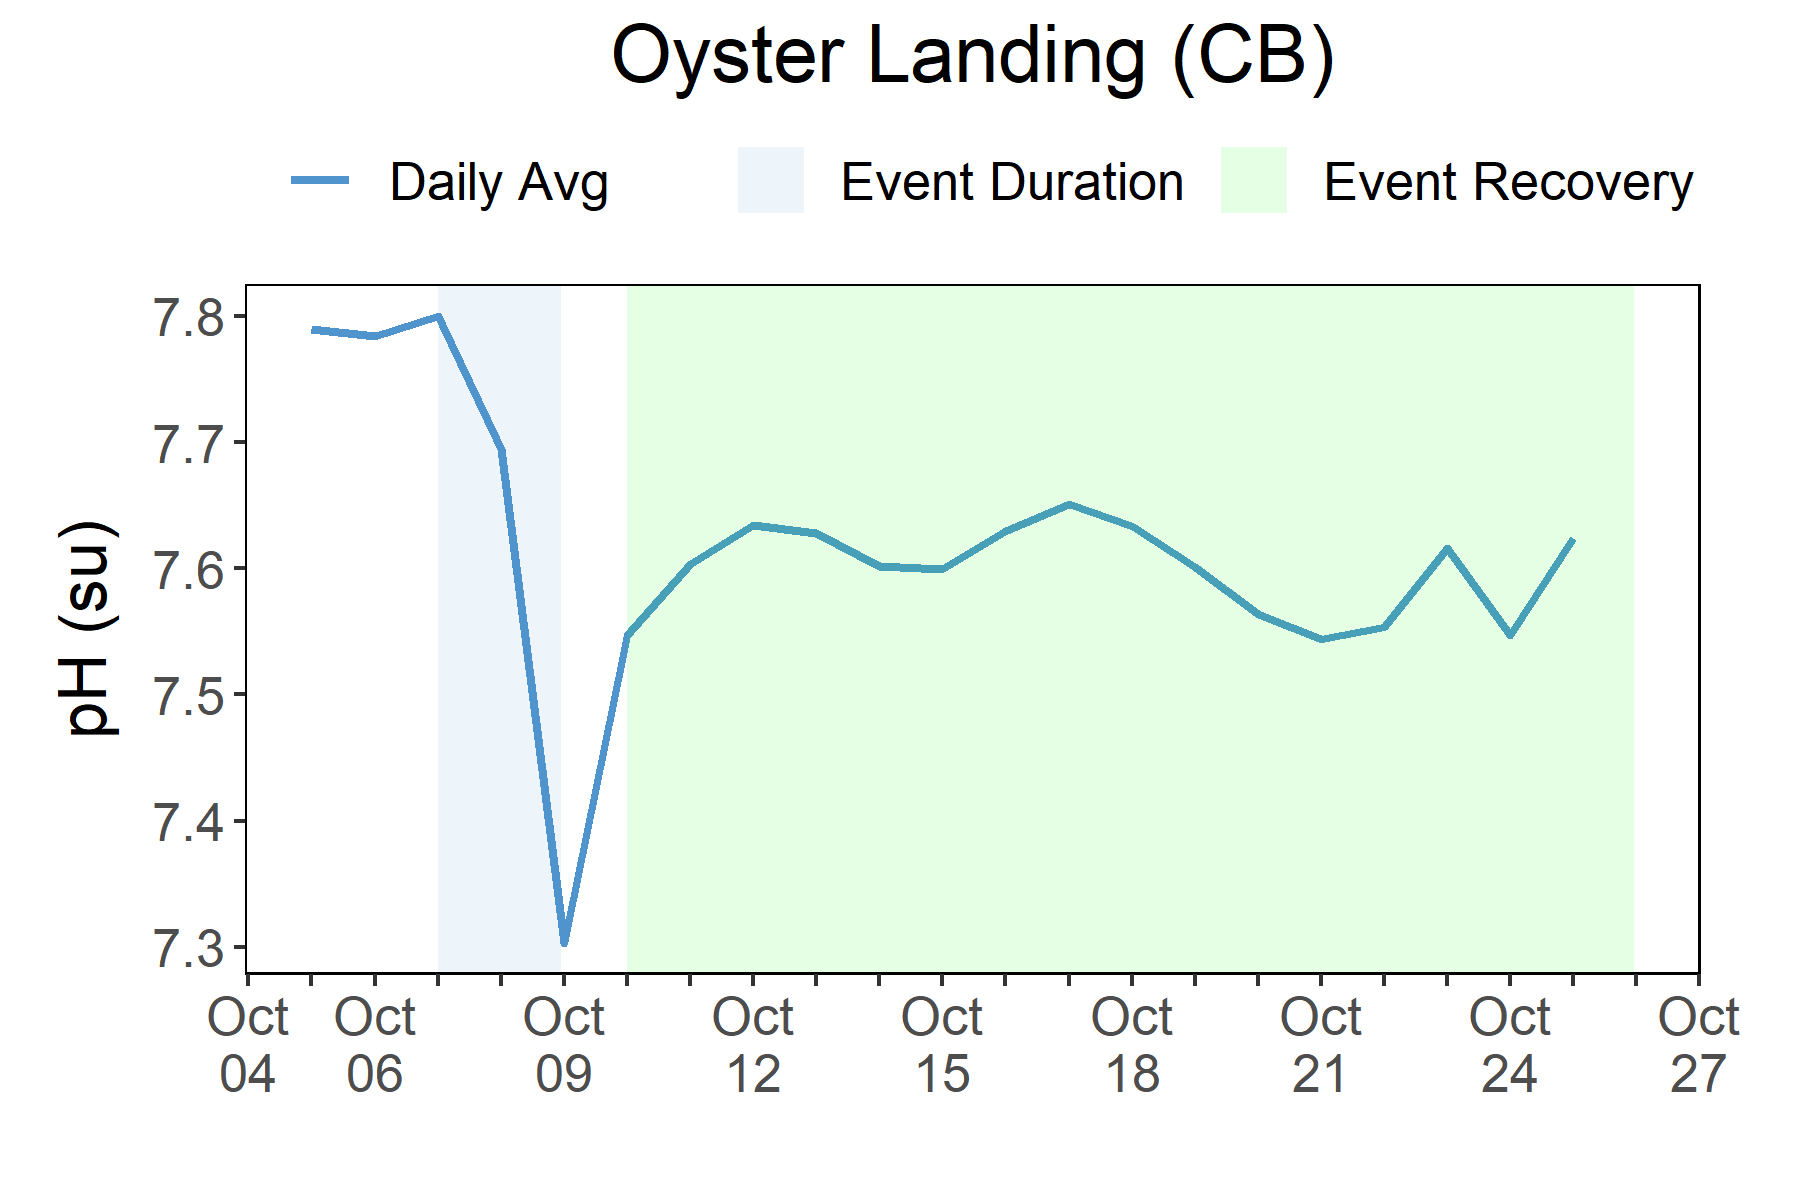 Oyster Landing (CB)
Daily Avg Event Duration Event Recovery
pH (su)
7.8
7.7
7.6
7.5
7.4
7.3
Oct Oct Oct Oct Oct Oct Oct Oct Oct
04 06 09 12 15 18 21 24 27